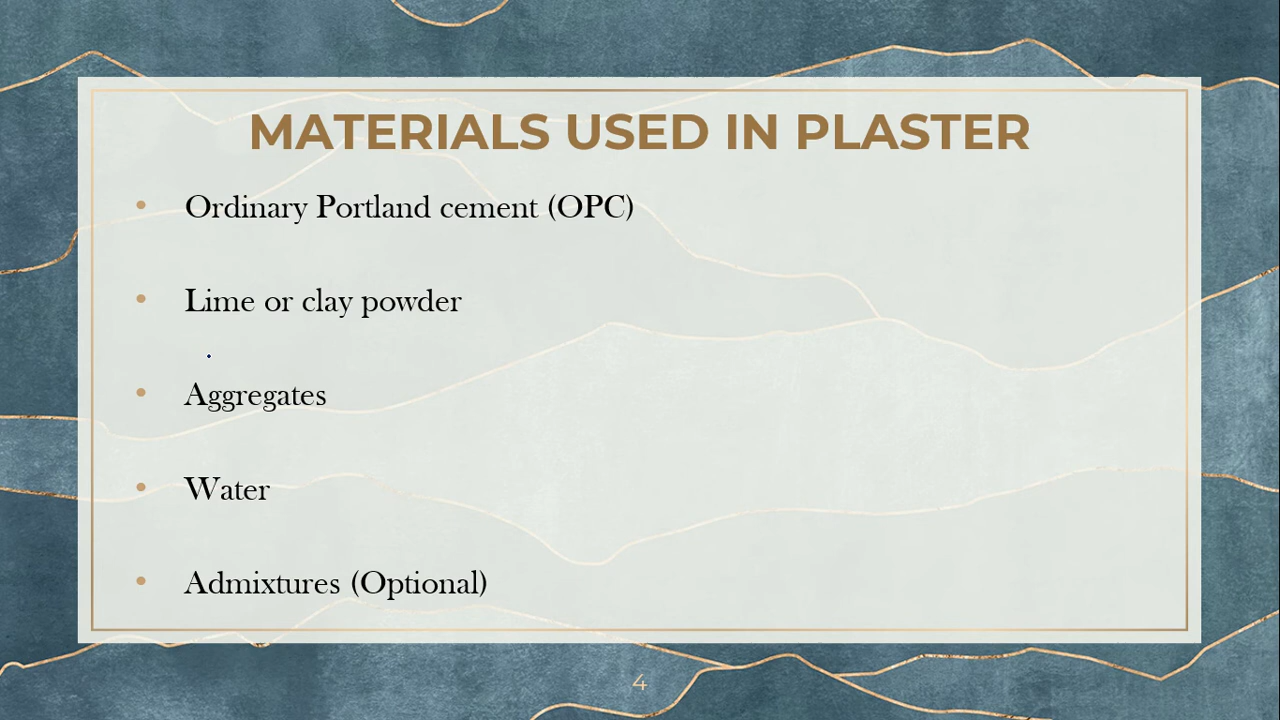 MATERIALS USED IN PLASTER
• Ordinary Portland cement (OPC)
• Lime or clay powder
• Aggregates
• Water
• Admixtures (Optional)
4